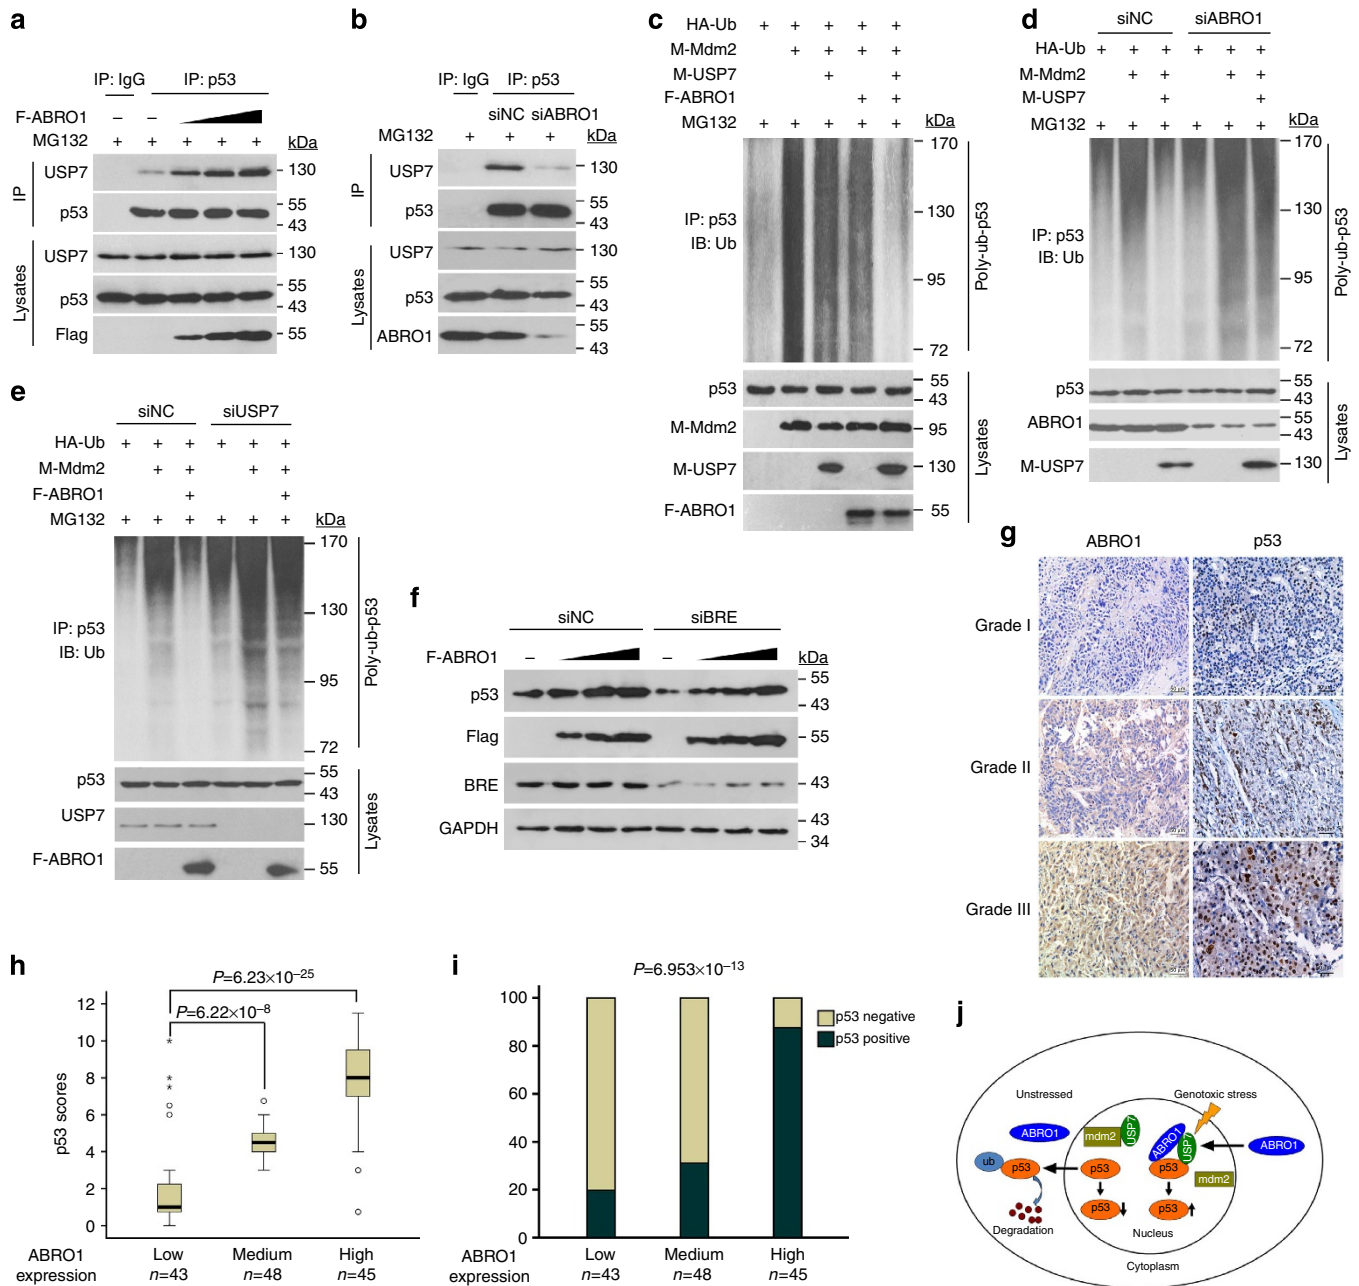 a
IP: IgG IP: p53
F-ABRO1 –  –
MG132 + + + + + kDa
IP
USP7 130
p53 55
43
Lysates
USP7 130
p53 55
43
Flag 55
b
IP: IgG IP: p53
siNC siABRO1
MG132 + + + kDa
IP
USP7 130
p53 55
43
Lysates
USP7 130
p53 55
43
ABRO1 55
43
c
HA-Ub + + + + +
M-Mdm2 + + + +
M-USP7 + +
F-ABRO1 + +
MG132 + + + + + kDa
170
IP: p53 130
IB: Ub
95
72
Poly-ub-p53
p53 55
43
M-Mdm2 95
M-USP7 130
F-ABRO1 55
Lysates
d
siNC siABRO1
HA-Ub + + + + + +
M-Mdm2 + + + +
M-USP7 + +
MG132 + + + + + + kDa
170
130
IP: p53
IB: Ub
95
72
Poly-ub-p53
p53 55
43
ABRO1 55
43
M-USP7 130
Lysates
e
siNC siUSP7
HA-Ub + + + + + +
M-Mdm2 + + + +
F-ABRO1 + +
MG132 + + + + + + kDa
170
130
IP: p53
IB: Ub
95
72
Poly-ub-p53
p53 55
43
USP7 130
F-ABRO1 55
Lysates
f
siNC siBRE
F-ABRO1 – – kDa
p53 55
43
Flag 55
BRE 43
GAPDH 43
34
g
ABRO1 p53
Grade I
Grade II
Grade III
50 µm
h
P=6.23×10⁻²⁵
P=6.22×10⁻⁸
p53 scores
12
10
8
6
4
2
0
ABRO1 expression
Low Medium High
n=43 n=48 n=45
i
P=6.953×10⁻¹³
100
80
60
40
20
0
p53 negative
p53 positive
ABRO1 expression
Low Medium High
n=43 n=48 n=45
j
Unstressed Genotoxic stress
ABRO1 mdm2 USP7 ABRO1 USP7 ABRO1
ub p53 p53 p53 mdm2
p53 p53
Degradation
Nucleus
Cytoplasm